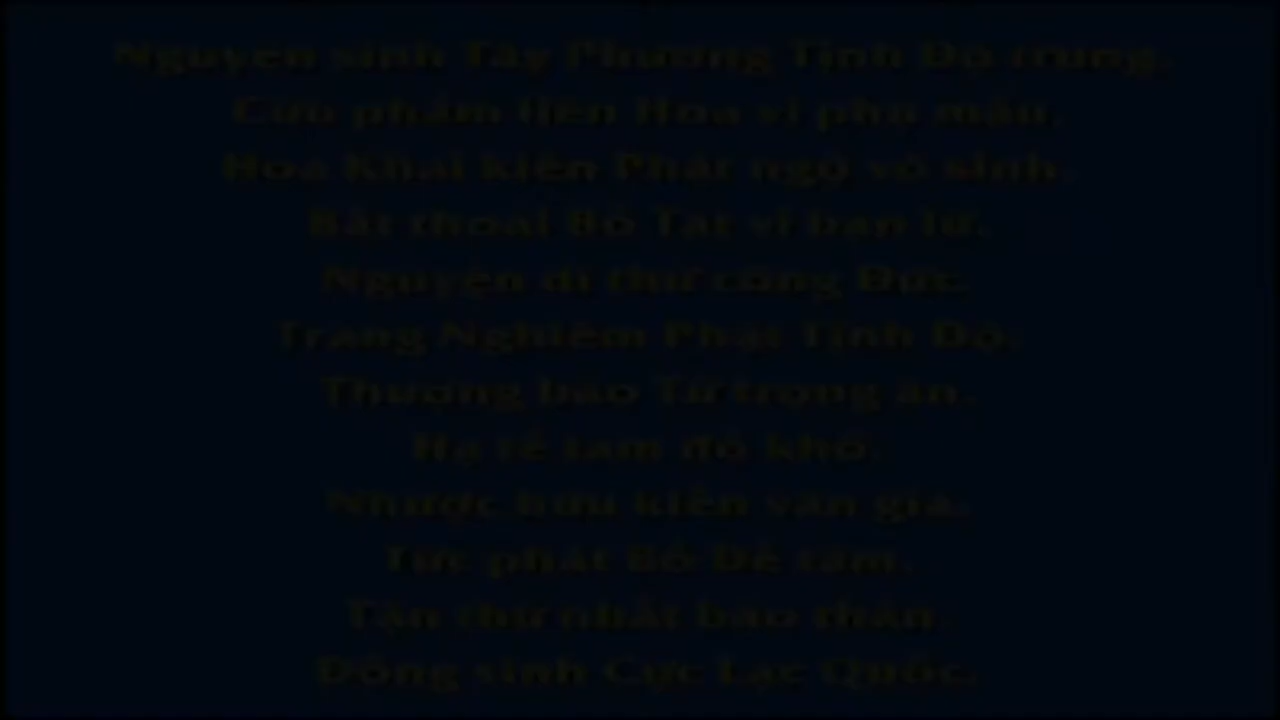 Nguyện sinh Tây Phương Tịnh Độ trung.
Cửu phẩm liên Hoa vi phụ mẫu.
Hoa Khai kiến Phật ngộ vô sinh.
Bất thoái Bồ Tát vi bạn lữ.
Nguyện dĩ thử công Đức.
Trang Nghiêm Phật Tịnh Độ.
Thượng báo Tứ trọng ân.
Hạ tế tam đồ khổ.
Nhược hữu kiến văn giả.
Tức phát Bồ Đề tâm.
Tận thử nhất báo thân.
Đồng sinh Cực Lạc Quốc.